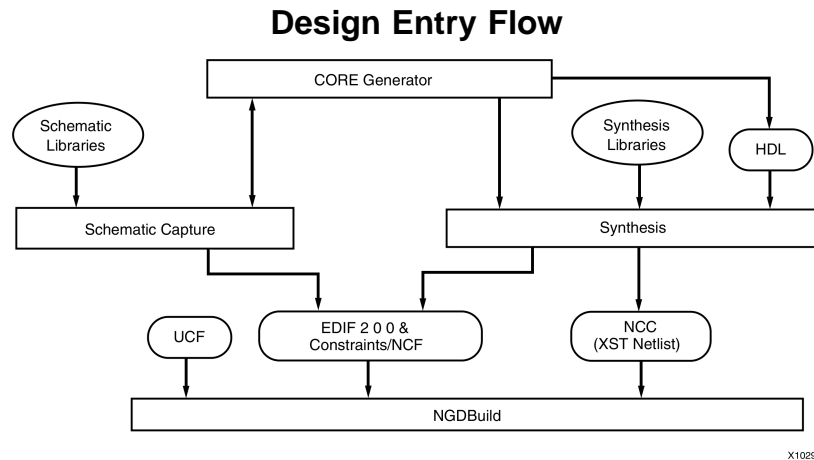 Design Entry Flow
CORE Generator
Schematic
Libraries
Synthesis
Libraries
HDL
Schematic Capture
Synthesis
UCF
EDIF 2 0 0 &
Constraints/NCF
NCC
(XST Netlist)
NGDBuild
X1029